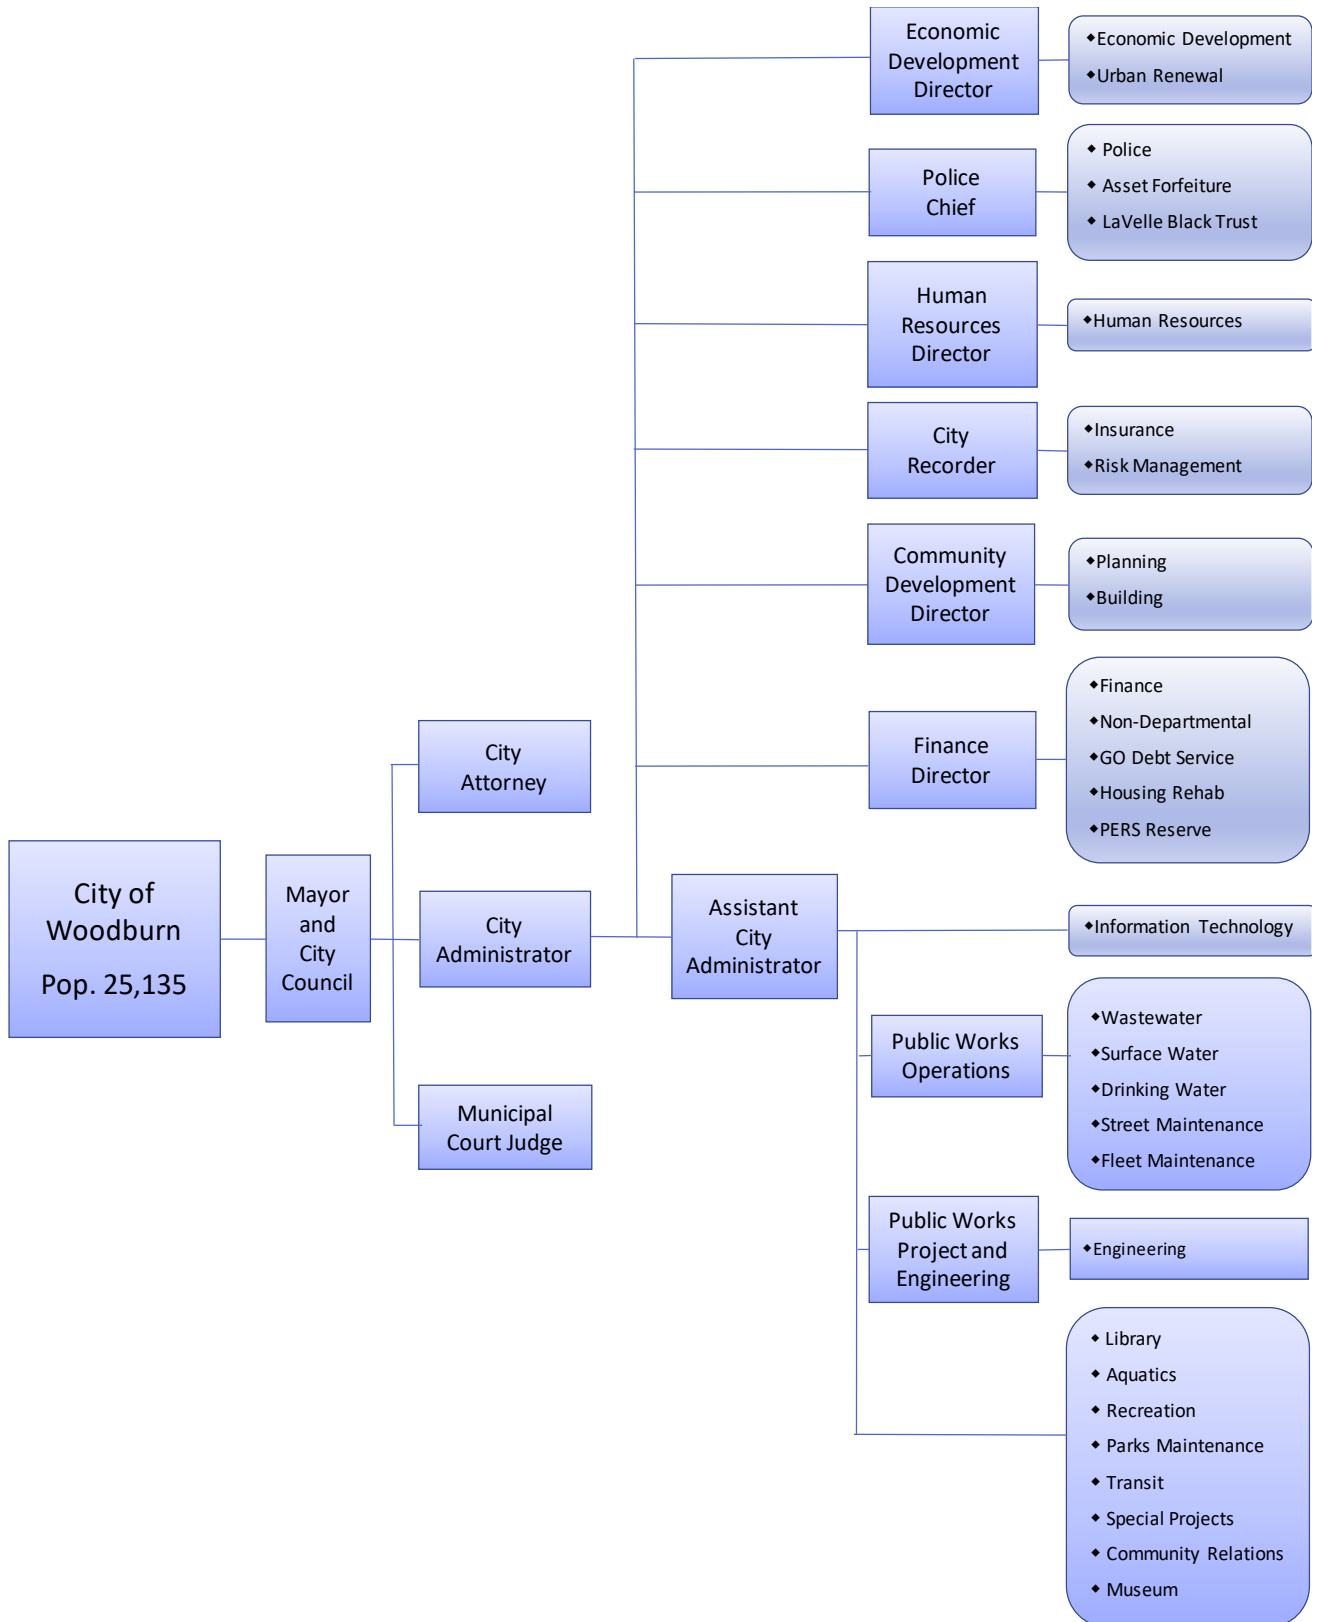 City of
Woodburn
Pop. 25,135
Mayor
and
City
Council
City
Attorney
City
Administrator
Municipal
Court Judge
Assistant
City
Administrator
Economic
Development
Director
◆Economic Development
◆Urban Renewal
Police
Chief
◆ Police
◆ Asset Forfeiture
◆ LaVelle Black Trust
Human
Resources
Director
◆Human Resources
City
Recorder
◆Insurance
◆Risk Management
Community
Development
Director
◆Planning
◆Building
Finance
Director
◆Finance
◆Non-Departmental
◆GO Debt Service
◆Housing Rehab
◆PERS Reserve
◆Information Technology
Public Works
Operations
◆Wastewater
◆Surface Water
◆Drinking Water
◆Street Maintenance
◆Fleet Maintenance
Public Works
Project and
Engineering
◆Engineering
◆ Library
◆ Aquatics
◆ Recreation
◆ Parks Maintenance
◆ Transit
◆ Special Projects
◆ Community Relations
◆ Museum